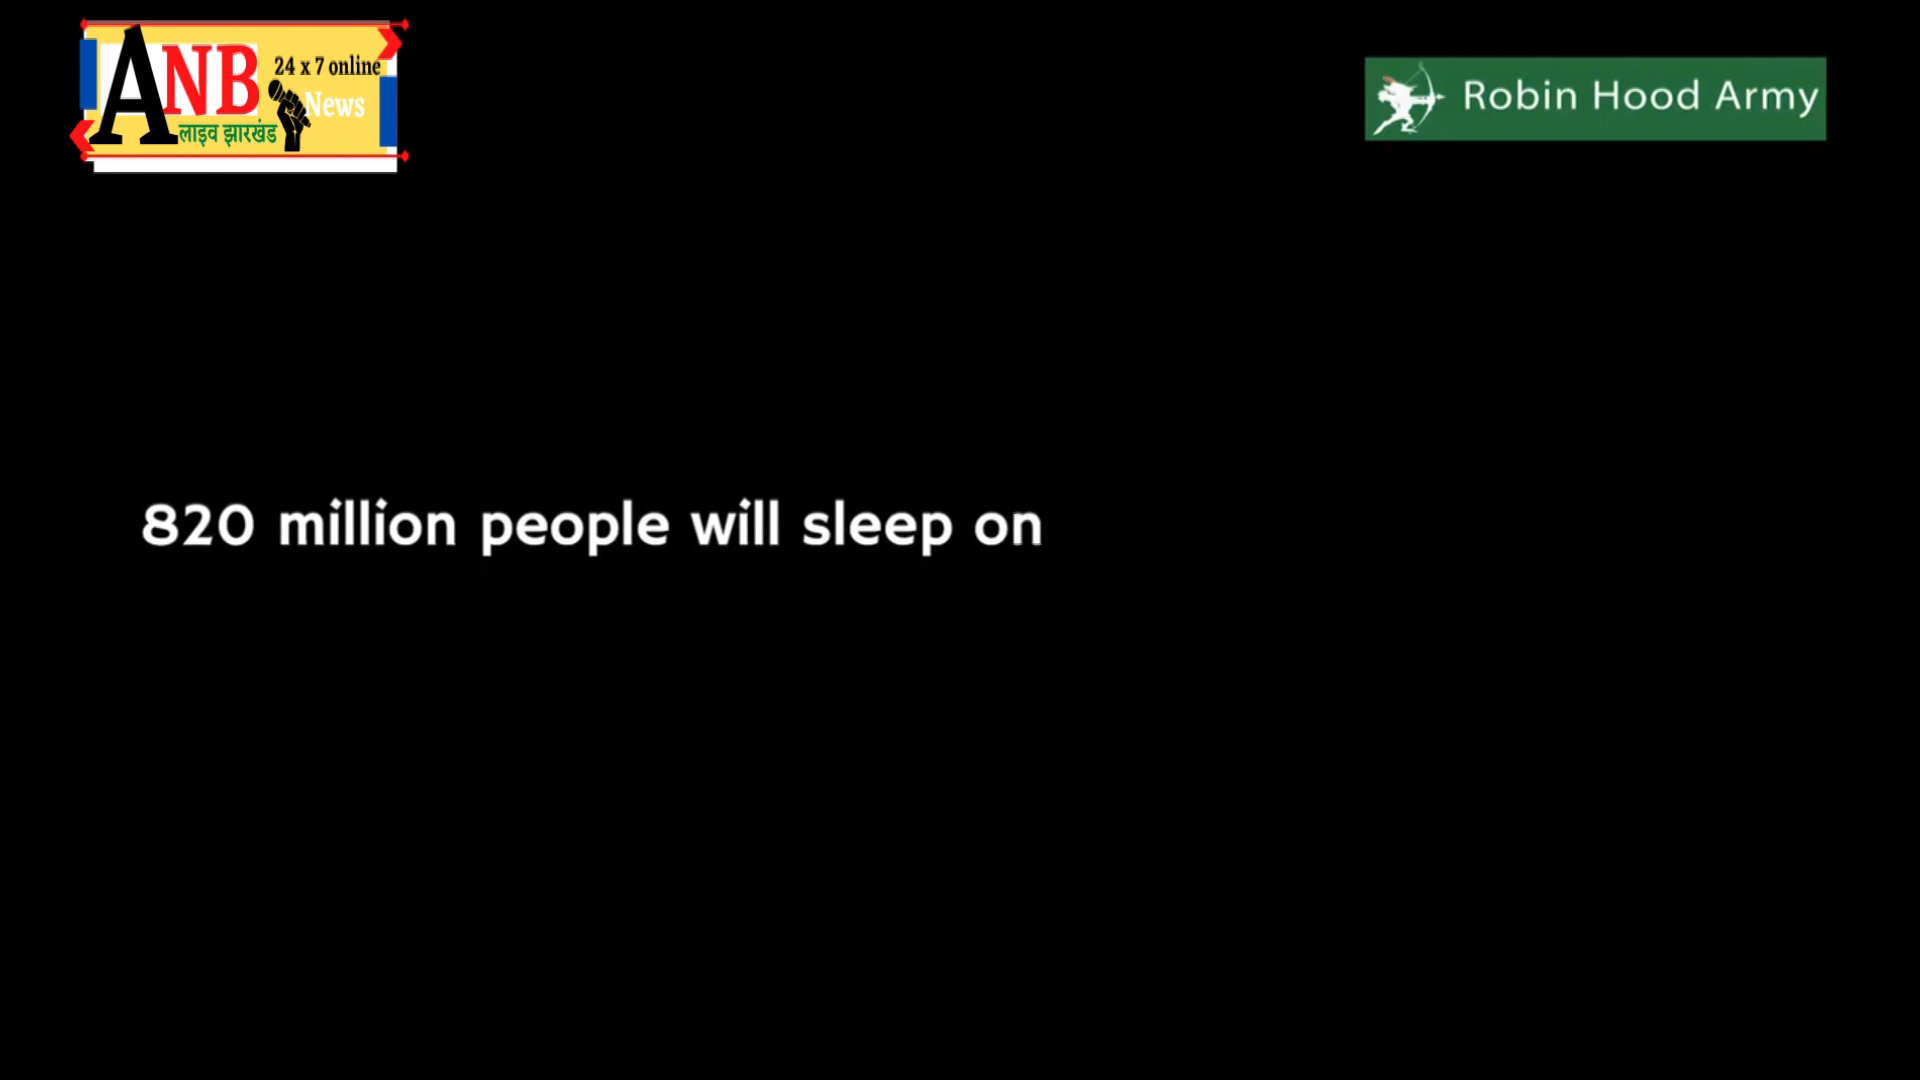 ANB
24 x 7 online
News
लाइव झारखंड
Robin Hood Army
820 million people will sleep on